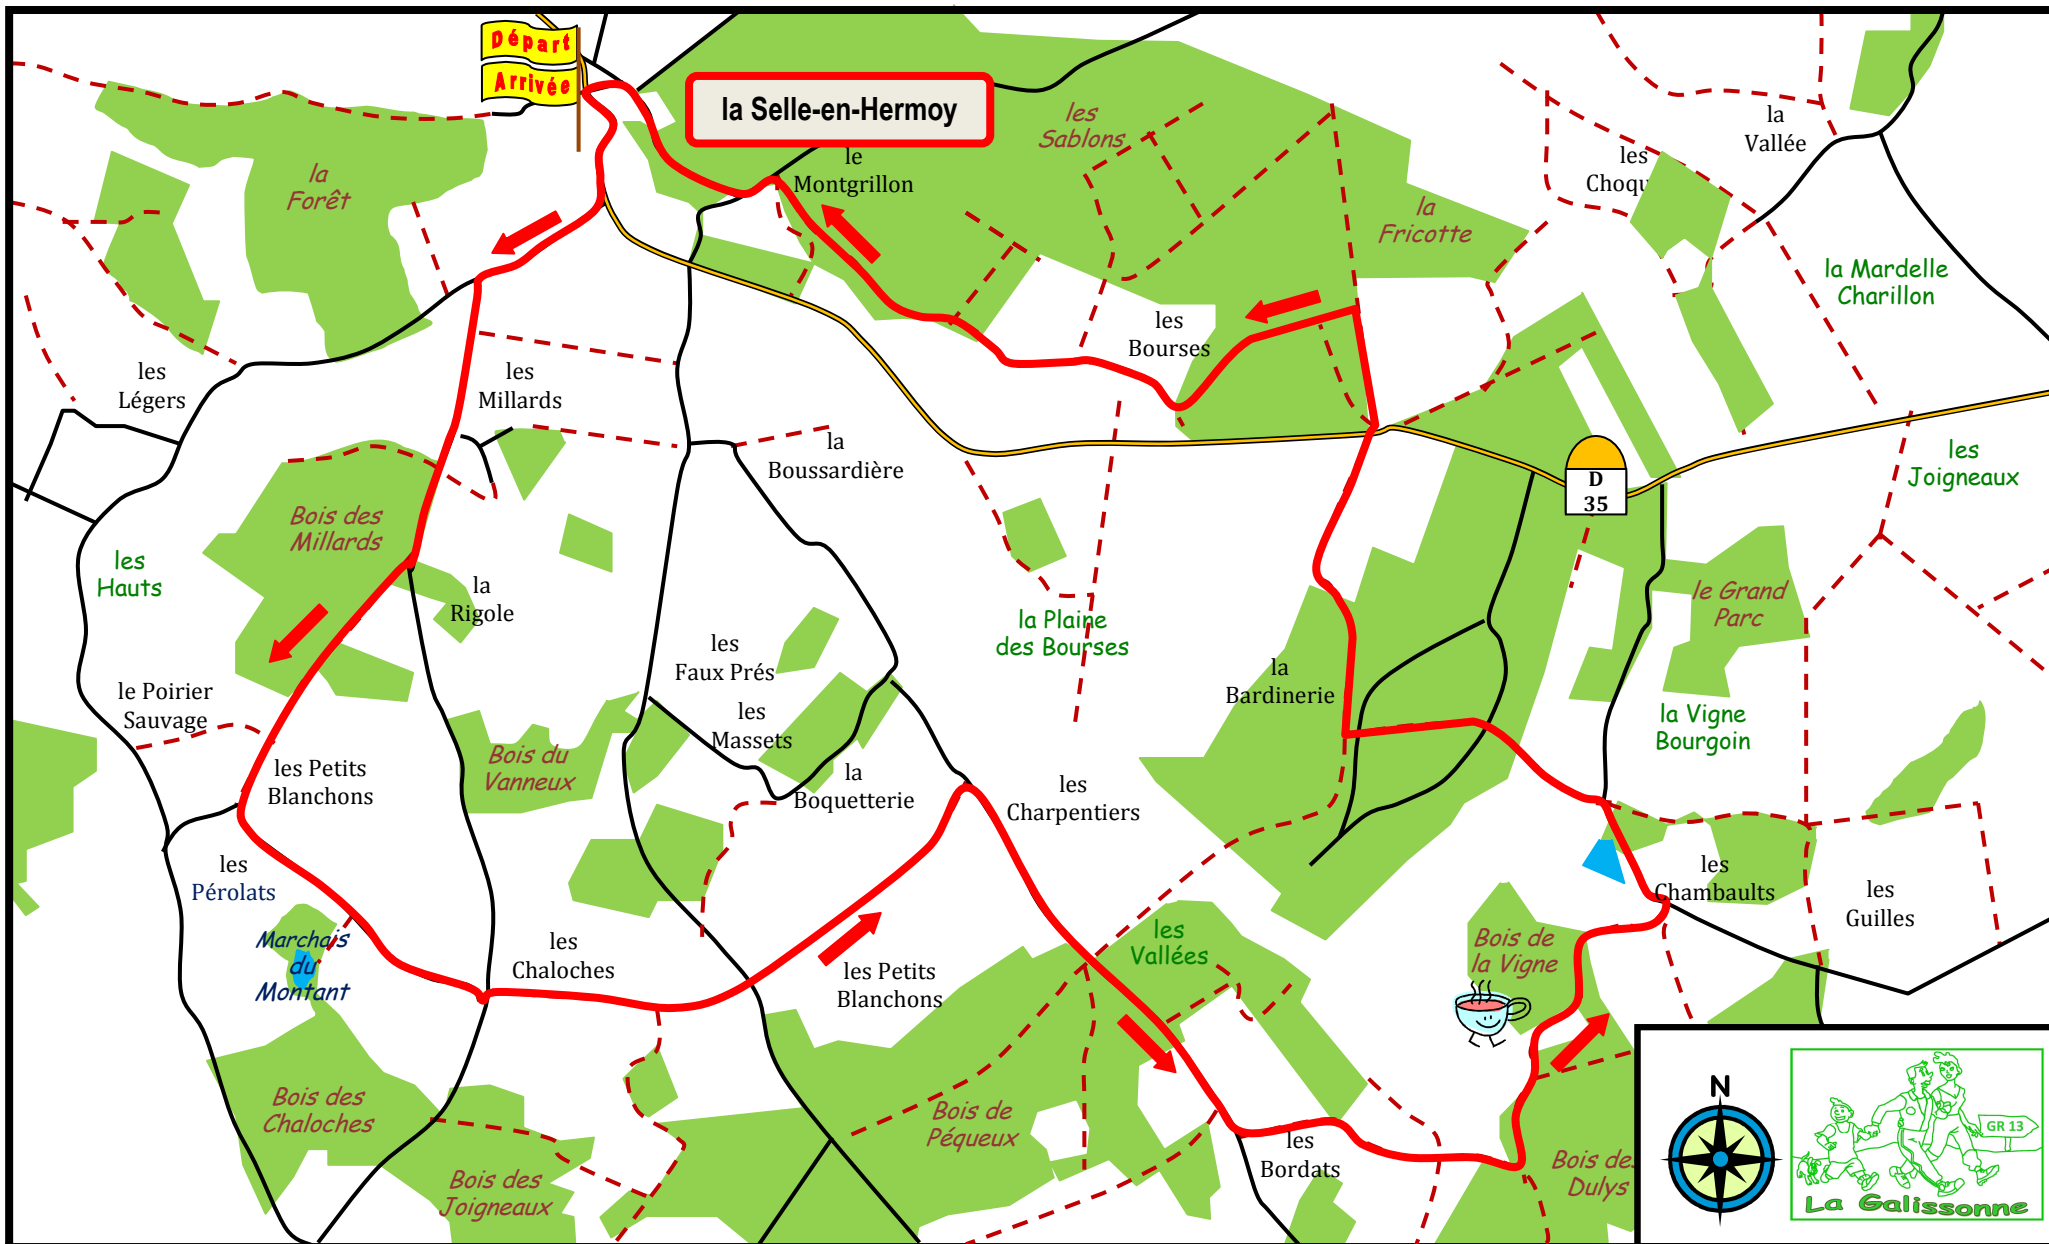 Départ
Arrivée
la Selle-en-Hermoy
les
Sablons
la
Vallée
le
Montgrillon
les
la
Forêt
la
Fricotte
la Mardelle
Charillon
les
Bourses
les
Légers
les
Millards
la
Boussardière
les
Joigneaux
D
35
Bois des
Millards
les
Hauts
la
Rigole
la Plaine
des Bourses
le Grand
Parc
les
Faux Prés
la
Bardinerie
le Poirier
Sauvage
les
Massets
la Vigne
Bourgoin
Bois du
Vanneux
les Petits
Blanchons
la
Boquetterie
les
Charpentiers
les
Pérolats
les
Chambaults
les
Guilles
Marchais
du
Montant
les
Chaloches
les Petits
Blanchons
les
Vallées
Bois de
la Vigne
Bois des
Chaloches
Bois de
Péqueux
les
Bordats
Bois des
Joigneaux
Bois des
Dulys
N
GR 13
La Galissonne